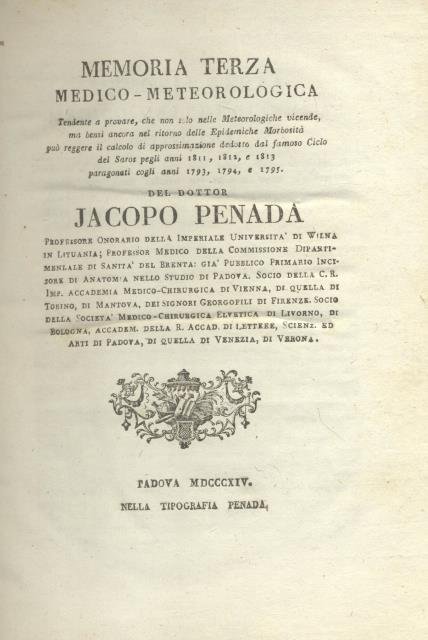 MEMORIA TERZA
MEDICO-METEOROLOGICA
Tendente a provare, che non solo nelle Meteorologiche vicende,
ma bensì ancora nel ritorno delle Epidemiche Morbosità
può reggere il calcolo di approssimazione dedotto dal famoso Ciclo
del Saros pegli anni 1811, 1812, e 1813
paragonati cogli anni 1793, 1794, e 1795.
DEL DOTTOR
JACOPO PENADA
PROFESSORE ONORARIO DELLA IMPERIALE UNIVERSITA' DI WILNA
IN LITUANIA; PROFESSOR MEDICO DELLA COMMISSIONE DIPARTI-
MENLALE DI SANITA' DEL BRENTA: GIA' PUBBLICO PRIMARIO INCI-
SORE DI ANATOMIA NELLO STUDIO DI PADOVA. SOCIO DELLA C. R.
IMP. ACCADEMIA MEDICO-CHIRURGICA DI VIENNA, DI QUELLA DI
TORINO, DI MANTOVA, DEI SIGNORI GEORGOFILI DI FIRENZE. SOCIO
DELLA SOCIETA' MEDICO-CHIRURGICA ELVETICA DI LIVORNO, DI
BOLOGNA, ACCADEM. DELLA R. ACCAD. DI LETTERE, SCIENZ. ED
ARTI DI PADOVA, DI QUELLA DI VENEZIA, DI VERONA.
PADOVA MDCCCXIV.
NELLA TIPOGRAFIA PENADA,